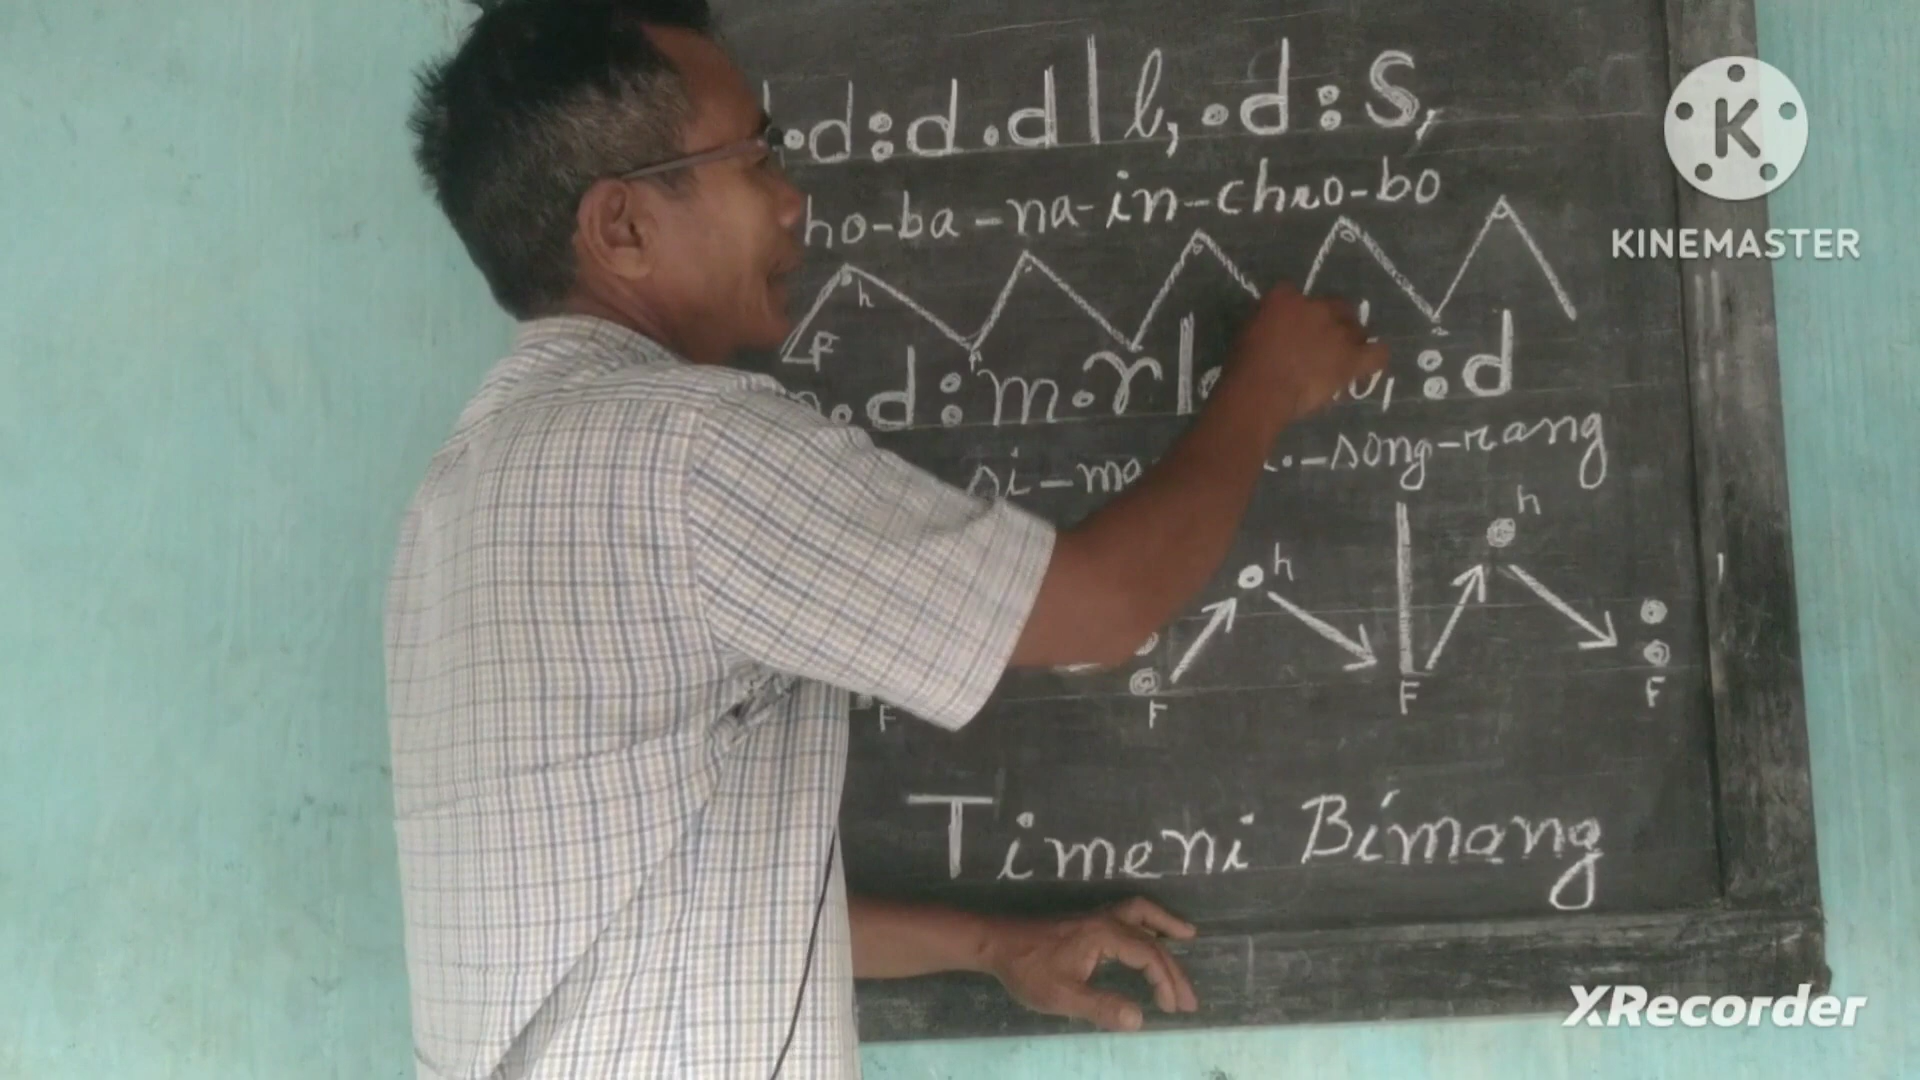 .d:d.d|l,.d:s,
ho-ba-na-in-chro-bo
h
F
.d:m.r| :d
si-ma -song-rang
h
h
F
F
F
F
Timeni Bimang
K
KINEMASTER
XRecorder